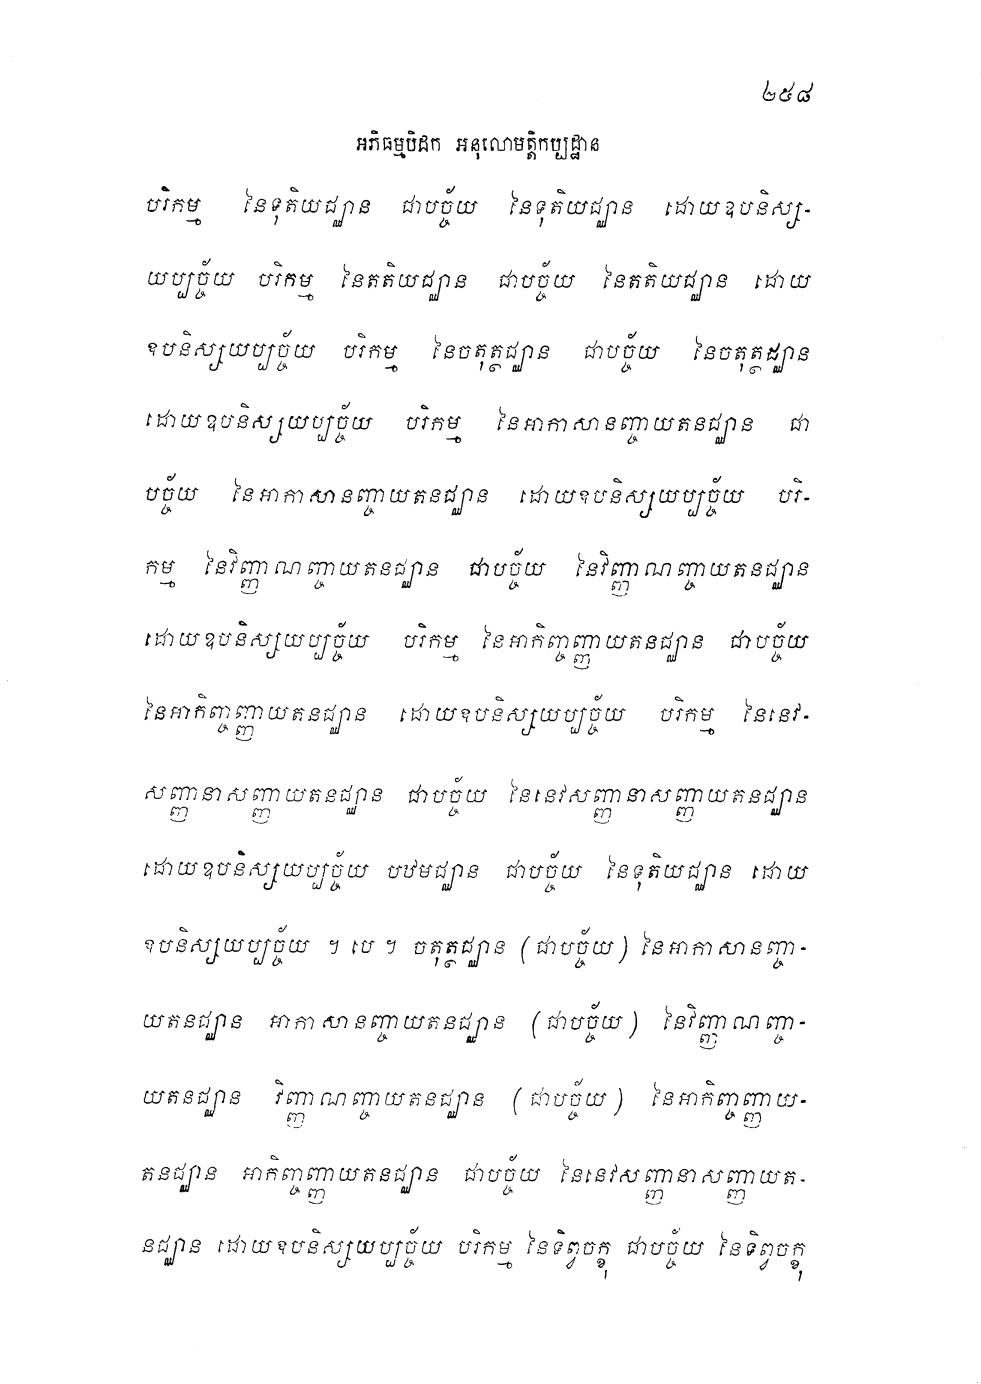 ២៥៨
អភិធម្មបិដក អនុលោមត្តិកប្បដ្ឋាន
បរិកម្ម នៃទុតិយជ្ឈាន ជាបច្ច័យ នៃទុតិយជ្ឈាន ដោយឧបនិស្ស-
យប្បច្ច័យ បរិកម្ម នៃតតិយជ្ឈាន ជាបច្ច័យ នៃតតិយជ្ឈាន ដោយ
ឧបនិស្សយប្បច្ច័យ បរិកម្ម នៃចតុត្ថជ្ឈាន ជាបច្ច័យ នៃចតុត្ថជ្ឈាន
ដោយឧបនិស្សយប្បច្ច័យ បរិកម្ម នៃអាកាសានញ្ចាយតនជ្ឈាន ជា
បច្ច័យ នៃអាកាសានញ្ចាយតនជ្ឈាន ដោយឧបនិស្សយប្បច្ច័យ បរិ-
កម្ម នៃវិញ្ញាណញ្ចាយតនជ្ឈាន ជាបច្ច័យ នៃវិញ្ញាណញ្ចាយតនជ្ឈាន
ដោយឧបនិស្សយប្បច្ច័យ បរិកម្ម នៃអាកិញ្ចញ្ញាយតនជ្ឈាន ជាបច្ច័យ
នៃអាកិញ្ចញ្ញាយតនជ្ឈាន ដោយឧបនិស្សយប្បច្ច័យ បរិកម្ម នៃនេវ-
សញ្ញានាសញ្ញាយតនជ្ឈាន ជាបច្ច័យ នៃនេវសញ្ញានាសញ្ញាយតនជ្ឈាន
ដោយឧបនិស្សយប្បច្ច័យ បឋមជ្ឈាន ជាបច្ច័យ នៃទុតិយជ្ឈាន ដោយ
ឧបនិស្សយប្បច្ច័យ ។ បេ ។ ចតុត្ថជ្ឈាន (ជាបច្ច័យ) នៃអាកាសានញ្ចា-
យតនជ្ឈាន អាកាសានញ្ចាយតនជ្ឈាន (ជាបច្ច័យ) នៃវិញ្ញាណញ្ចា-
យតនជ្ឈាន វិញ្ញាណញ្ចាយតនជ្ឈាន (ជាបច្ច័យ) នៃអាកិញ្ចញ្ញាយ-
តនជ្ឈាន អាកិញ្ចញ្ញាយតនជ្ឈាន ជាបច្ច័យ នៃនេវសញ្ញានាសញ្ញាយត-
នជ្ឈាន ដោយឧបនិស្សយប្បច្ច័យ បរិកម្ម នៃទិព្វចក្ខុ ជាបច្ច័យ នៃទិព្វចក្ខុ